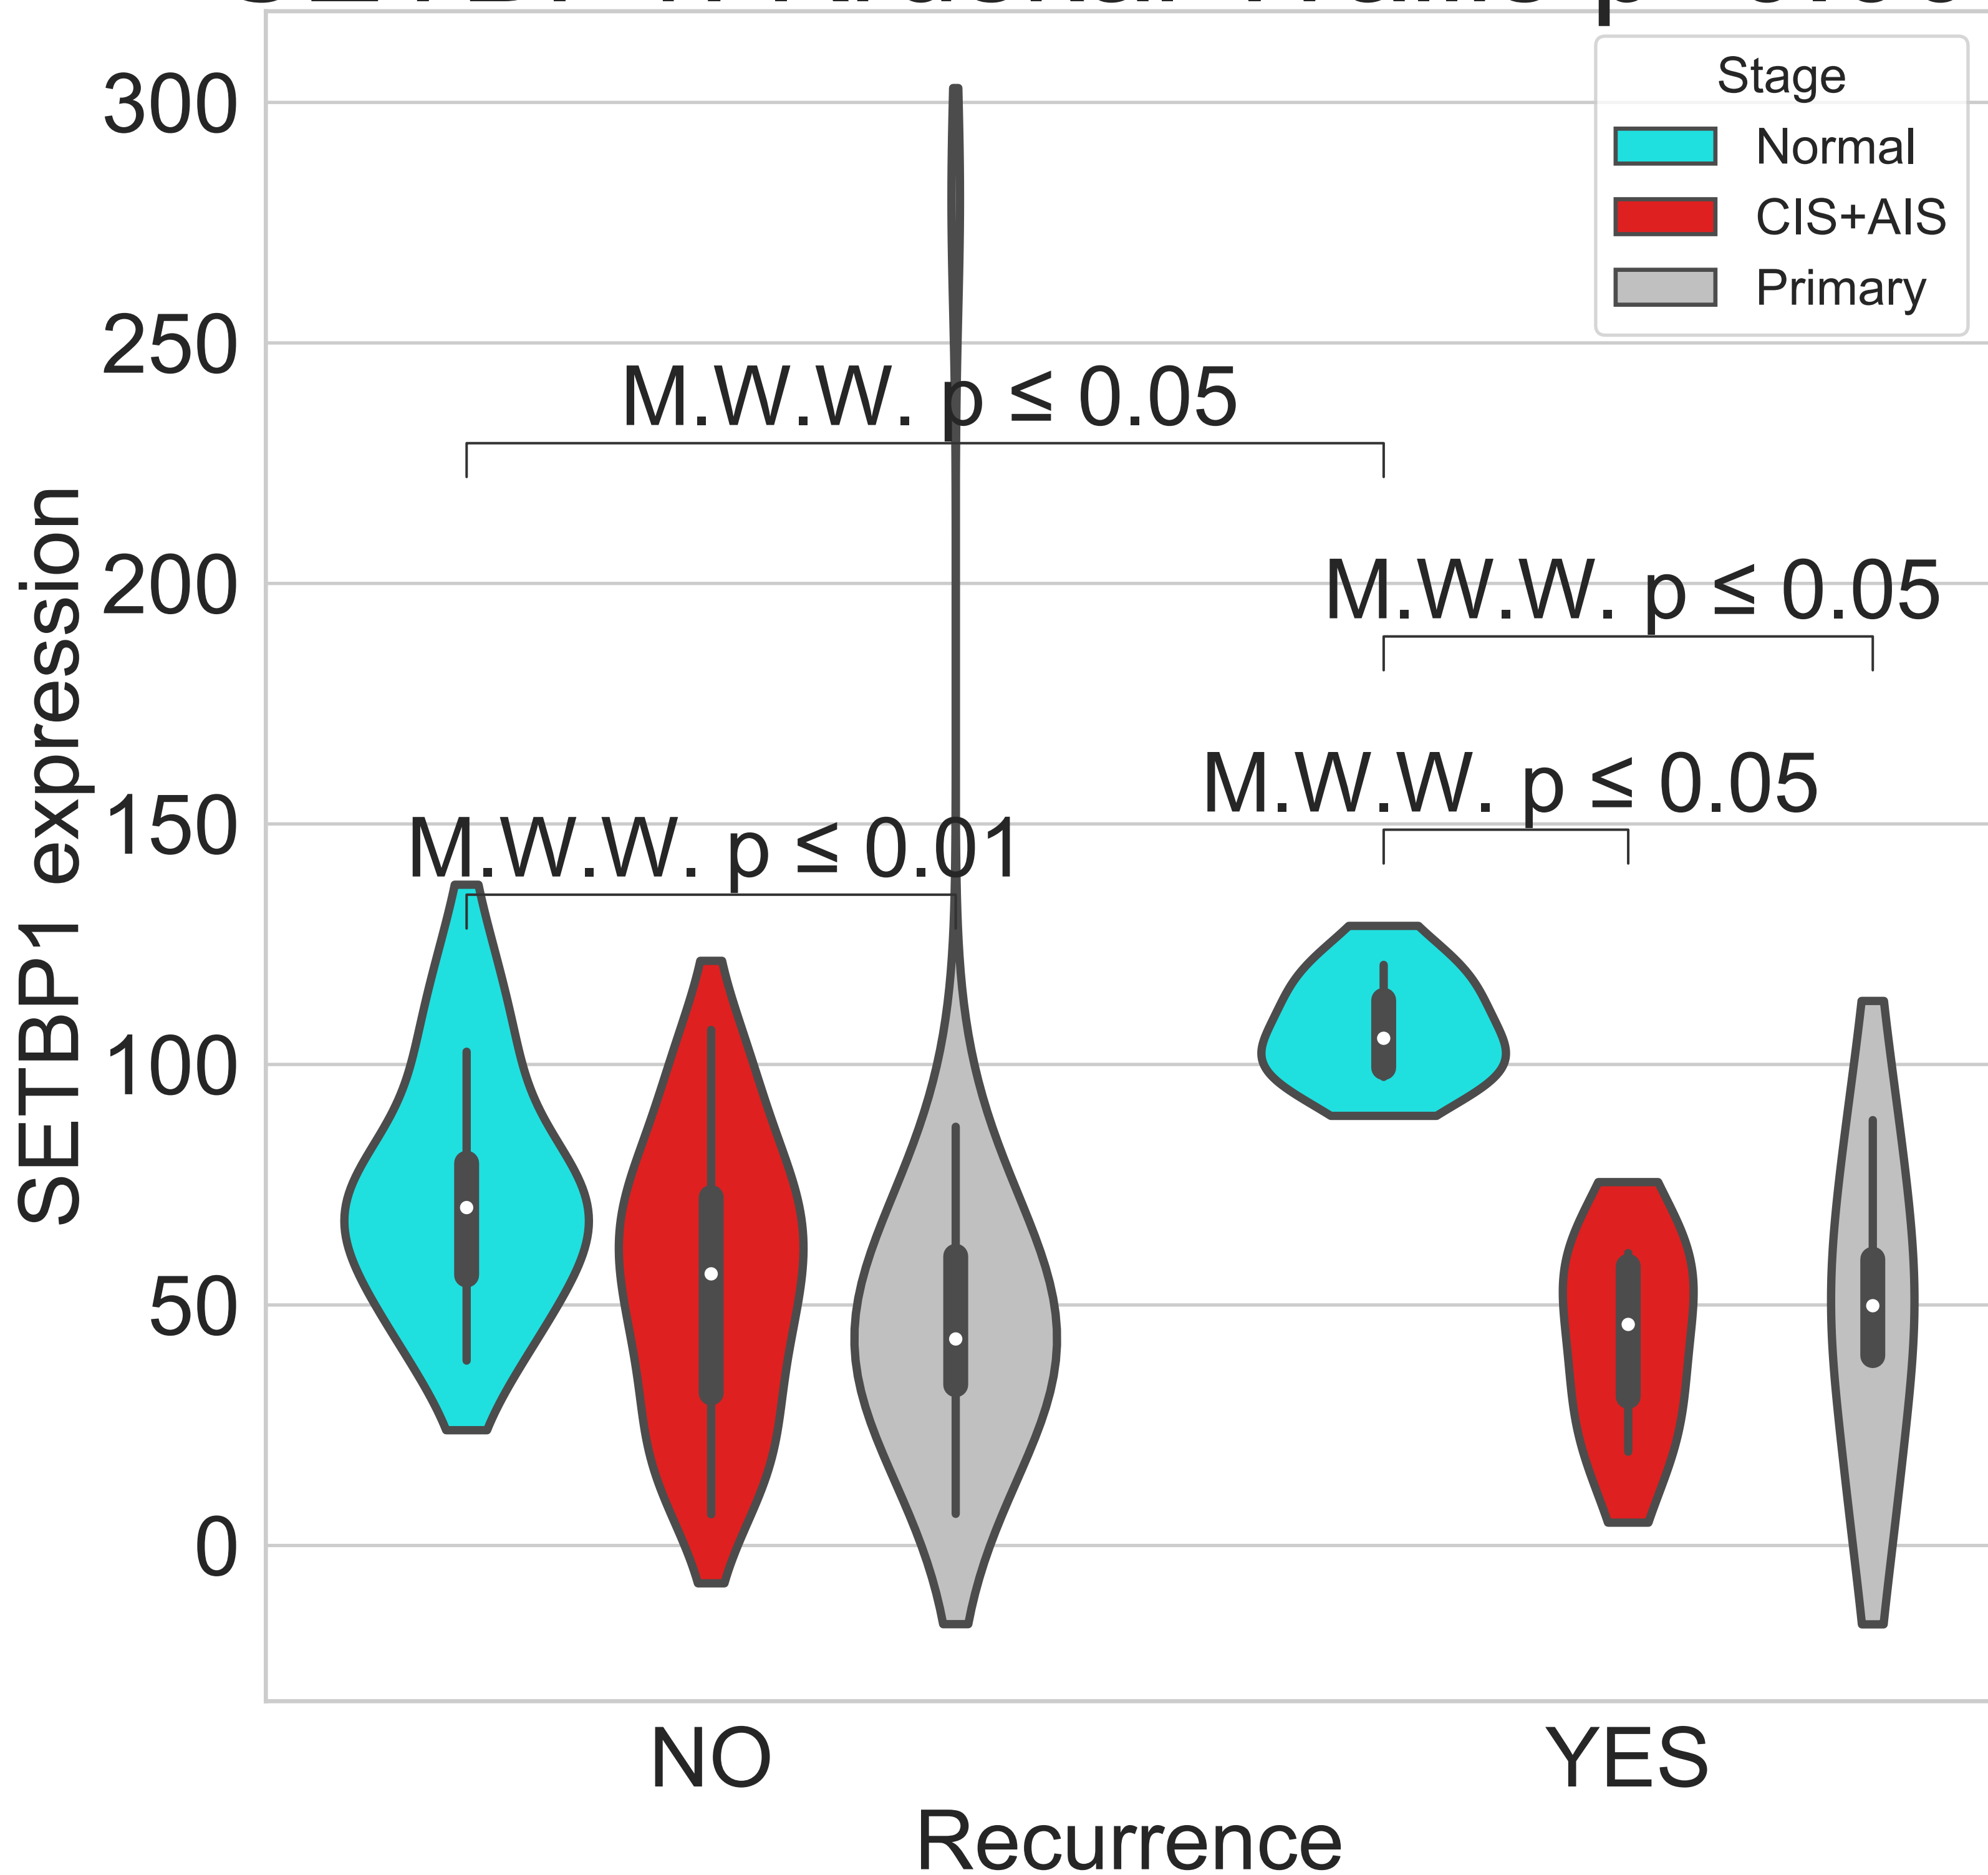 Stage
Normal
CIS+AIS
Primary
300
250
200
150
100
50
0
SETBP1 expression
M.W.W. p ≤ 0.05
M.W.W. p ≤ 0.05
M.W.W. p ≤ 0.05
M.W.W. p ≤ 0.01
NO
YES
Recurrence